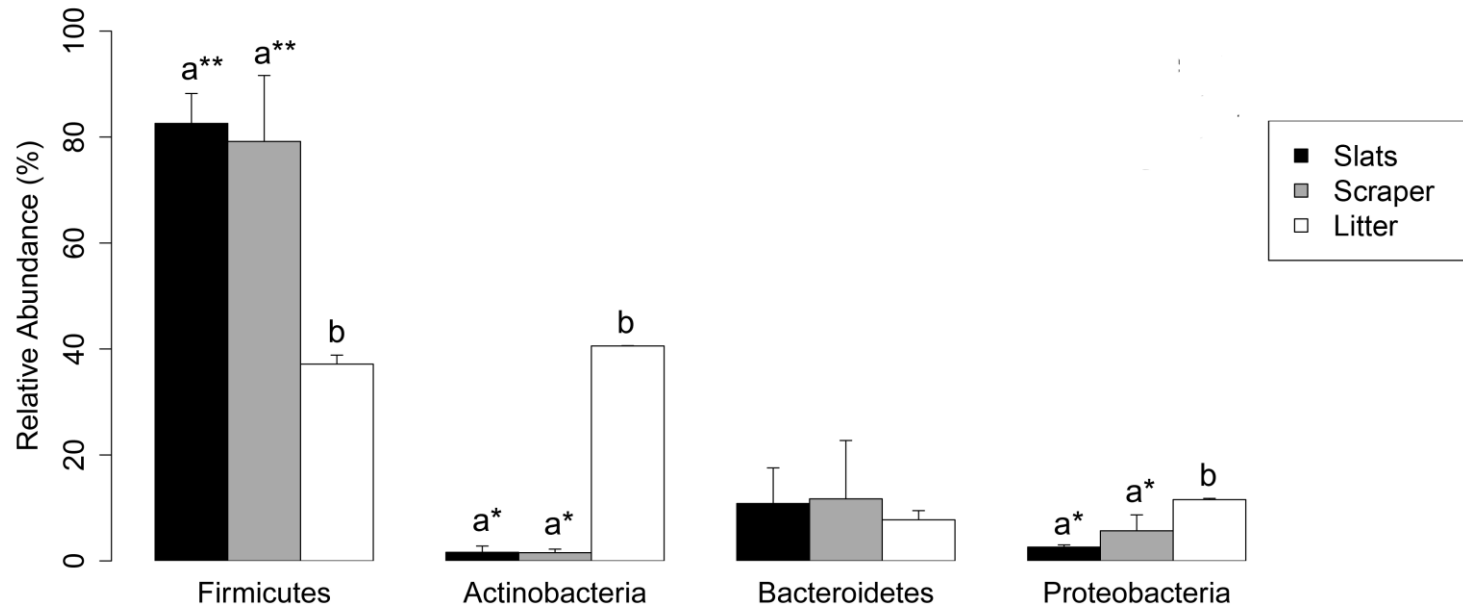 Relative Abundance (%)
100
80
60
40
20
0
a**
a**
b
a*
a*
b
a*
a*
b
Firmicutes
Actinobacteria
Bacteroidetes
Proteobacteria
Slats
Scraper
Litter